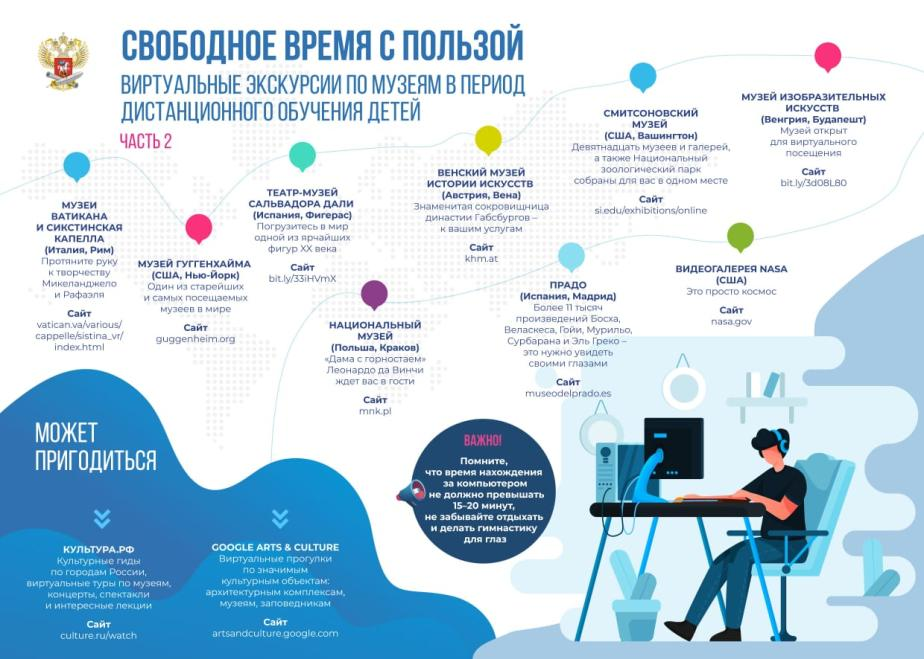 СВОБОДНОЕ ВРЕМЯ С ПОЛЬЗОЙ
ВИРТУАЛЬНЫЕ ЭКСКУРСИИ ПО МУЗЕЯМ В ПЕРИОД
ДИСТАНЦИОННОГО ОБУЧЕНИЯ ДЕТЕЙ
ЧАСТЬ 2
МУЗЕИ
ВАТИКАНА
И СИКСТИНСКАЯ
КАПЕЛЛА
(Италия, Рим)
Протяните руку
к творчеству
Микеланджело
и Рафаэля
Сайт
vatican.va/various/
cappelle/sistina_vr/
index.html
МУЗЕЙ ГУГГЕНХАЙМА
(США, Нью-Йорк)
Один из старейших
и самых посещаемых
музеев в мире
Сайт
guggenheim.org
ТЕАТР-МУЗЕЙ
САЛЬВАДОРА ДАЛИ
(Испания, Фигерас)
Погрузитесь в мир
одной из ярчайших
фигур XX века
Сайт
bit.ly/33iHVmX
НАЦИОНАЛЬНЫЙ
МУЗЕЙ
(Польша, Краков)
«Дама с горностаем»
Леонардо да Винчи
ждет вас в гости
Сайт
mnk.pl
ВЕНСКИЙ МУЗЕЙ
ИСТОРИИ ИСКУССТВ
(Австрия, Вена)
Знаменитая сокровищница
династии Габсбургов –
к вашим услугам
Сайт
khm.at
ПРАДО
(Испания, Мадрид)
Более 11 тысяч
произведений Босха,
Веласкеса, Гойи, Мурильо,
Сурбарана и Эль Греко –
это нужно увидеть
своими глазами
Сайт
museodelprado.es
СМИТСОНОВСКИЙ
МУЗЕЙ
(США, Вашингтон)
Девятнадцать музеев и галерей,
а также Национальный
зоологический парк
собраны для вас в одном месте
Сайт
si.edu/exhibitions/online
ВИДЕОГАЛЕРЕЯ NASA
(США)
Это просто космос
Сайт
nasa.gov
МУЗЕЙ ИЗОБРАЗИТЕЛЬНЫХ
ИСКУССТВ
(Венгрия, Будапешт)
Музей открыт
для виртуального
посещения
Сайт
bit.ly/3d08L80
МОЖЕТ
ПРИГОДИТЬСЯ
КУЛЬТУРА.РФ
Культурные гиды
по городам России,
виртуальные туры по музеям,
концерты, спектакли
и интересные лекции
Сайт
culture.ru/watch
GOOGLE ARTS & CULTURE
Виртуальные прогулки
по значимым
культурным объектам:
архитектурным комплексам,
музеям, заповедникам
Сайт
artsandculture.google.com
ВАЖНО!
Помните,
что время нахождения
за компьютером
не должно превышать
15–20 минут,
не забывайте отдыхать
и делать гимнастику
для глаз